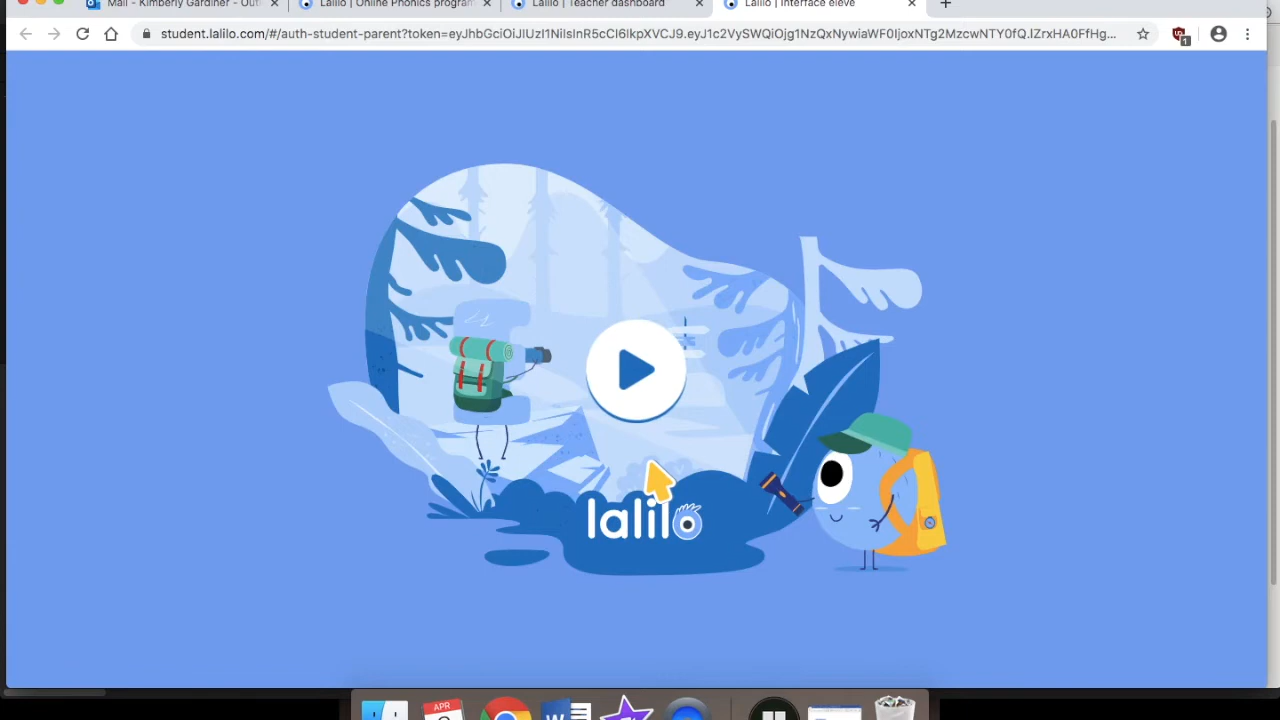 Mail - Kimberly Gardiner - Out
Lalilo | Online Phonics program
Lalilo | Teacher dashboard
Lalilo | Interface élève
student.lalilo.com/#/auth-student-parent?token=eyJhbGciOiJIUzI1NiIsInR5cCI6IkpXVCJ9.eyJ1c2VySWQiOjg1NzQxNywiaWF0IjoxNTg2MzcwNTY0fQ.IZrxHA0FfHg...
1
lalilo
APR
W